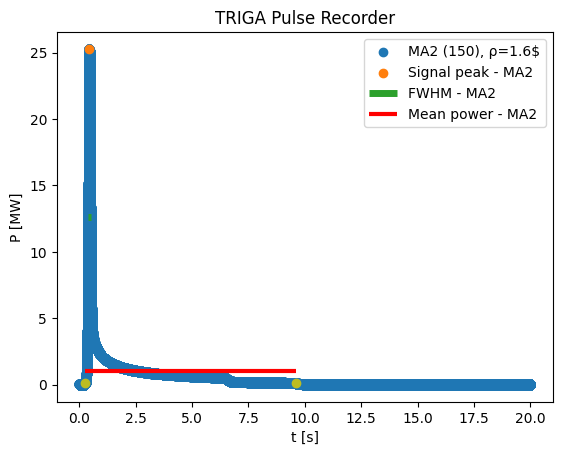 TRIGA Pulse Recorder
MA2 (150), ρ=1.6$
Signal peak - MA2
FWHM - MA2
Mean power - MA2
P [MW]
25
20
15
10
5
0
0.0 2.5 5.0 7.5 10.0 12.5 15.0 17.5 20.0
t [s]